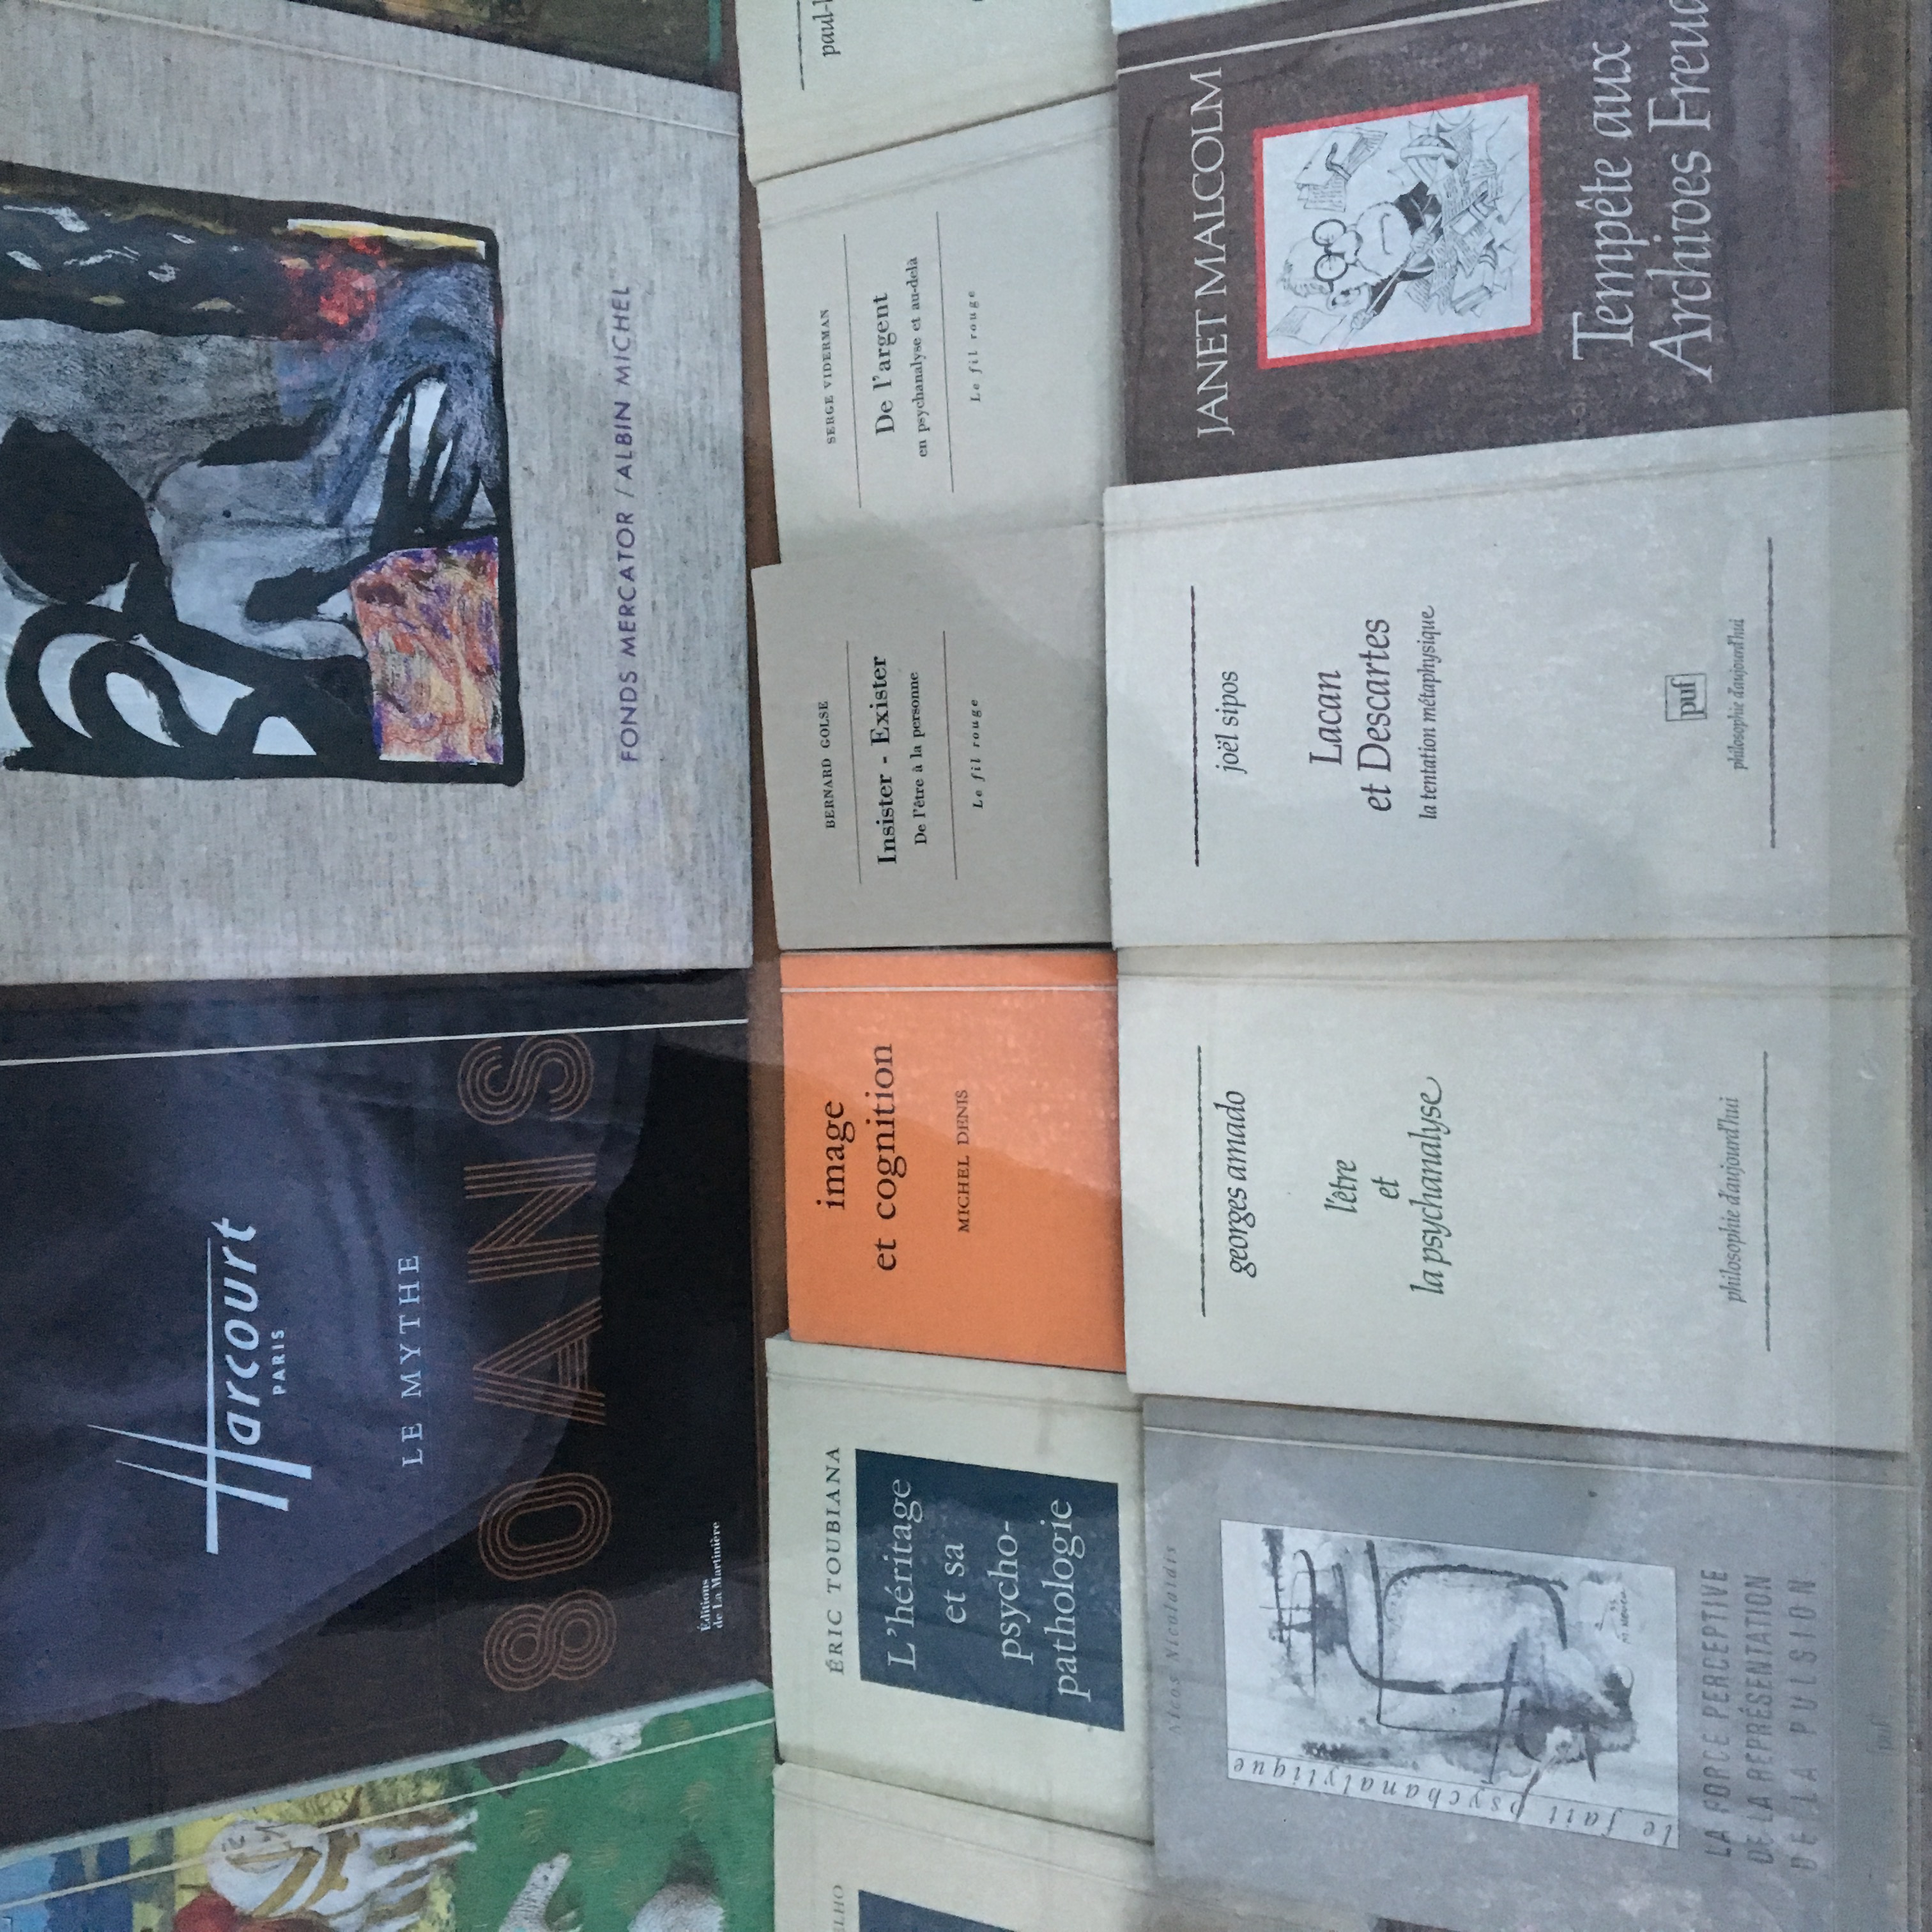 Harcourt
PARIS
LE MYTHE
80 ANS
Éditions
de La Martinière
FONDS MERCATOR / ALBIN MICHEL
ÉRIC TOUBIANA
L'héritage
et sa
psycho-
pathologie
image
et cognition
MICHEL DENIS
BERNARD GOLSE
Insister - Exister
De l'être à la personne
Le fil rouge
SERGE VIDERMAN
De l'argent
en psychanalyse et au-delà
Le fil rouge
Nicos Nicolaïdis
le fait psychanalytique
LA FORCE PERCEPTIVE
DE LA REPRÉSENTATION
DE LA PULSION
puf
georges amado
l'être
et
la psychanalyse
philosophie d'aujourd'hui
joël sipos
Lacan
et Descartes
la tentation métaphysique
puf
philosophie d'aujourd'hui
JANET MALCOLM
Tempête aux
Archives Freud